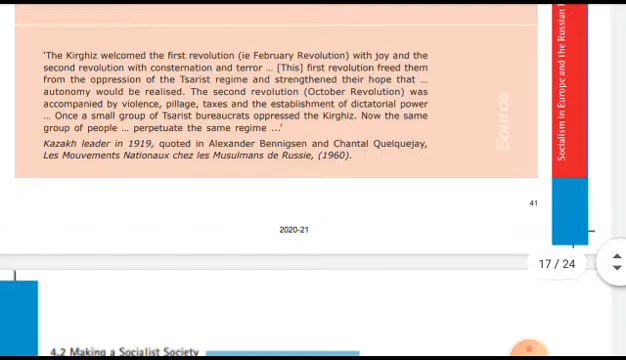 'The Kirghiz welcomed the first revolution (ie February Revolution) with joy and the
second revolution with consternation and terror ... [This] first revolution freed them
from the oppression of the Tsarist regime and strengthened their hope that ...
autonomy would be realised. The second revolution (October Revolution) was
accompanied by violence, pillage, taxes and the establishment of dictatorial power
... Once a small group of Tsarist bureaucrats oppressed the Kirghiz. Now the same
group of people ... perpetuate the same regime ...'
Kazakh leader in 1919, quoted in Alexander Bennigsen and Chantal Quelquejay,
Les Mouvements Nationaux chez les Musulmans de Russie, (1960).
Source
Socialism in Europe and the Russian
41
2020-21
17 / 24
4.2 Making a Socialist Society